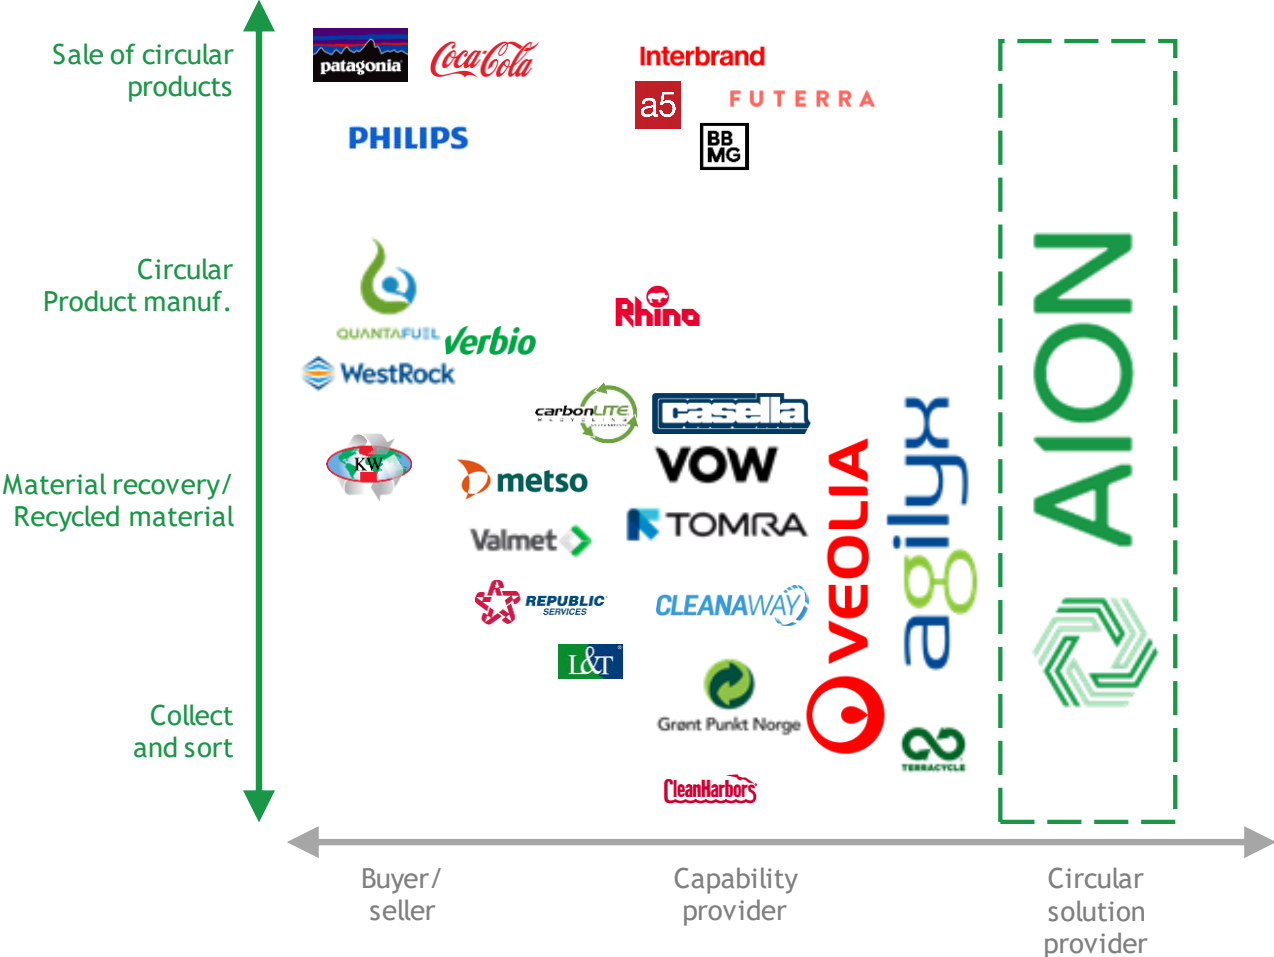 Sale of circular
products
patagonia
Coca-Cola
Interbrand
a5
FUTERRA
PHILIPS
BB
MG
Circular
Product manuf.
QUANTAFUEL
verbio
WestRock
Rhino
carbonLITE
RECYCLING
casella
KW
metso
VOW
Material recovery/
Recycled material
Valmet
TOMRA
VEOLIA
agilyx
AION
REPUBLIC
SERVICES
CLEANAWAY
L&T
Grønt Punkt Norge
Collect
and sort
TERRACYCLE
CleanHarbors
Buyer/
seller
Capability
provider
Circular
solution
provider